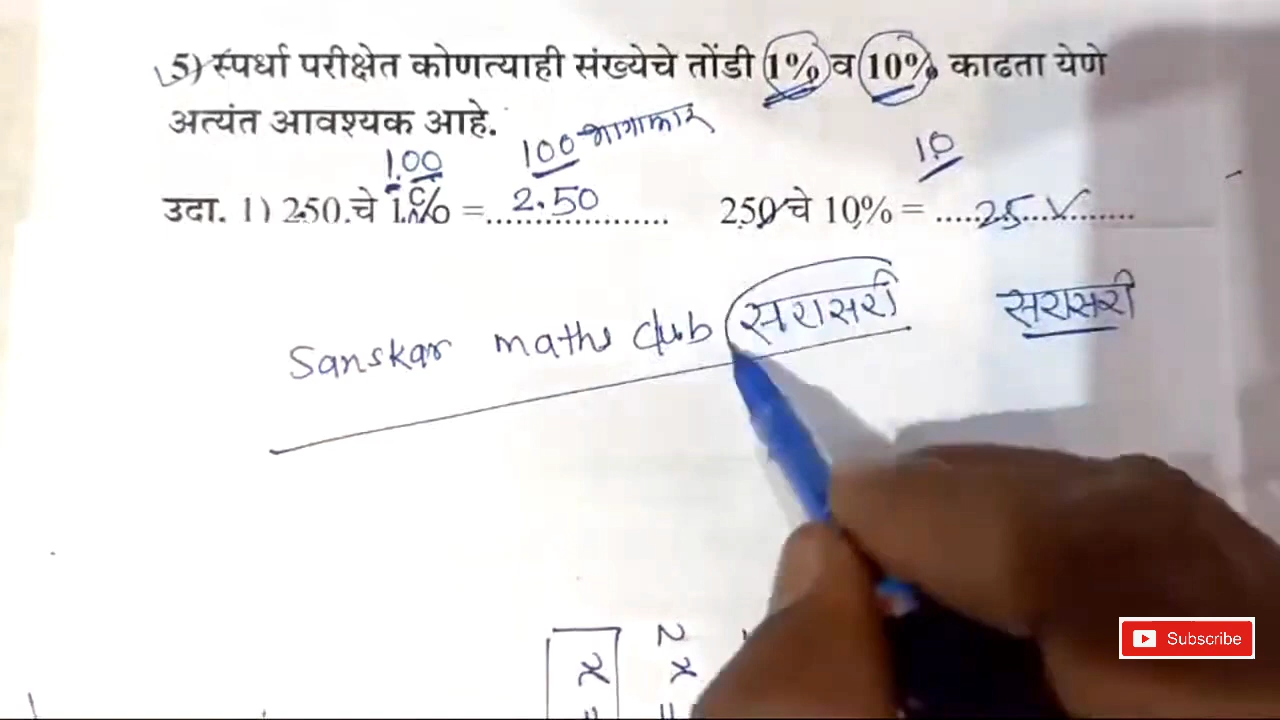 5) स्पर्धा परीक्षेत कोणत्याही संख्येचे तोंडी 1% व 10% काढता येणे
अत्यंत आवश्यक आहे.
1.00 100 भागाकार 10
उदा. 1) 250 चे 1% = 2.50 250 चे 10% = 25
Sanskar maths club सरासरी सरासरी
2
x x
Subscribe